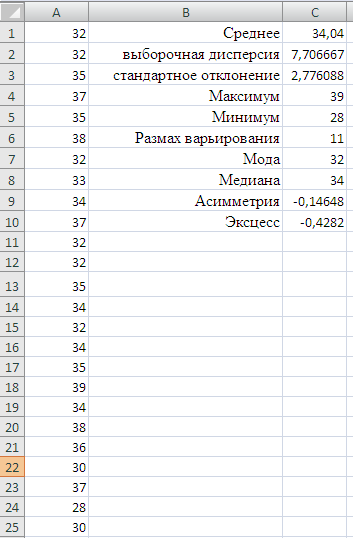 A B C
1 32 Среднее 34,04
2 32 выборочная дисперсия 7,706667
3 35 стандартное отклонение 2,776088
4 37 Максимум 39
5 35 Минимум 28
6 38 Размах варьирования 11
7 32 Мода 32
8 33 Медиана 34
9 34 Асимметрия -0,14648
10 37 Эксцесс -0,4282
11 32
12 32
13 35
14 34
15 32
16 34
17 35
18 39
19 34
20 38
21 36
22 30
23 37
24 28
25 30